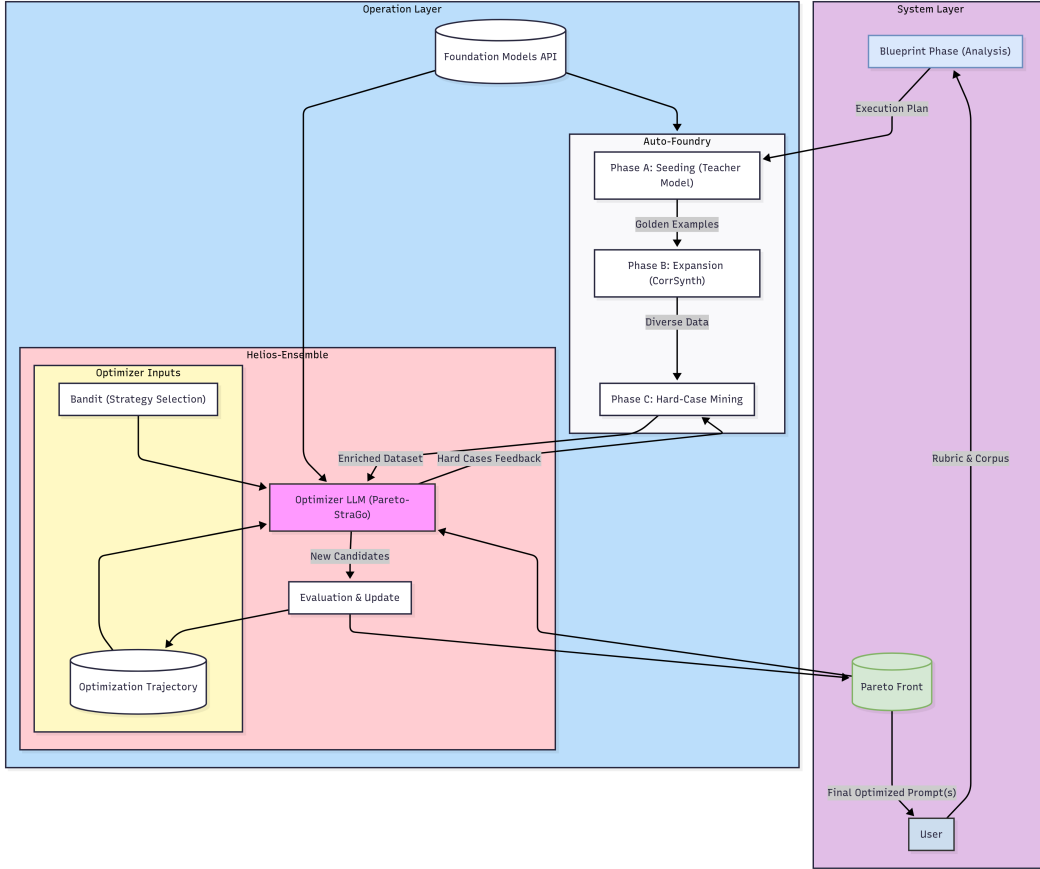 Operation Layer
System Layer
Foundation Models API
Blueprint Phase (Analysis)
Execution Plan
Auto-Foundry
Phase A: Seeding (Teacher
Model)
Golden Examples
Phase B: Expansion
(CorrSynth)
Diverse Data
Helios-Ensemble
Optimizer Inputs
Bandit (Strategy Selection)
Phase C: Hard-Case Mining
Enriched Dataset
Hard Cases Feedback
Rubric & Corpus
Optimizer LLM (Pareto-
StraGo)
New Candidates
Evaluation & Update
Optimization Trajectory
Pareto Front
Final Optimized Prompt(s)
User